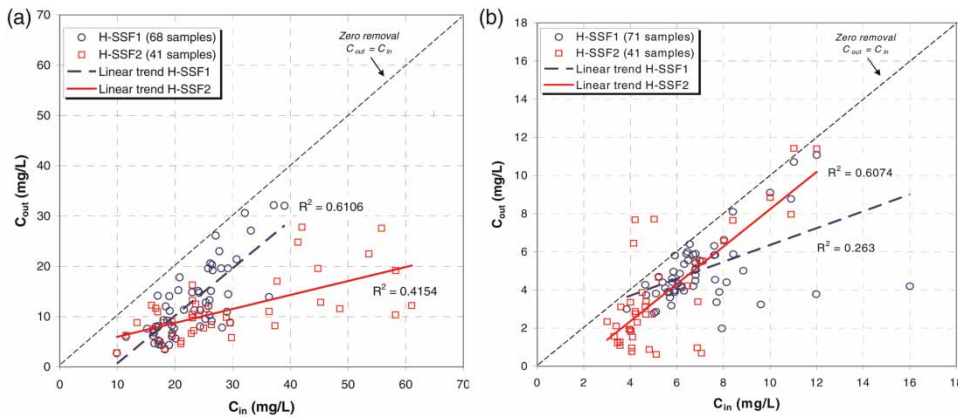 (a)
H-SSF1 (68 samples)
H-SSF2 (41 samples)
Linear trend H-SSF1
Linear trend H-SSF2
Zero removal
Cout = Cin
R² = 0.6106
R² = 0.4154
70
60
50
40
30
20
10
0
0 10 20 30 40 50 60 70
Cout (mg/L)
Cin (mg/L)
(b)
H-SSF1 (71 samples)
H-SSF2 (41 samples)
Linear trend H-SSF1
Linear trend H-SSF2
Zero removal
Cout = Cin
R² = 0.6074
R² = 0.263
18
16
14
12
10
8
6
4
2
0
0 2 4 6 8 10 12 14 16 18
Cout (mg/L)
Cin (mg/L)